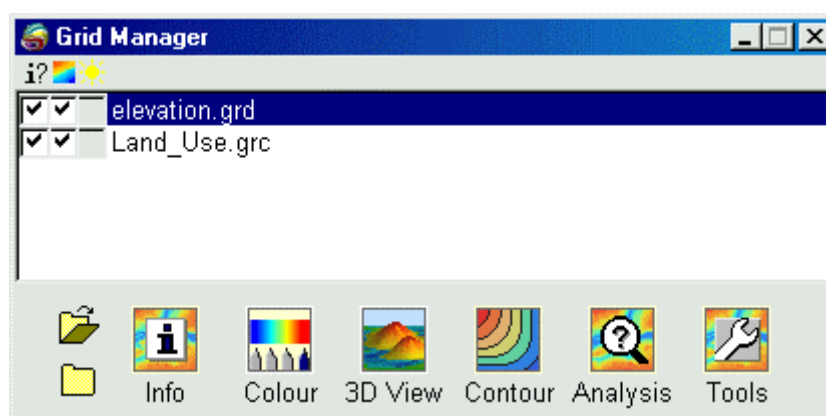 Grid Manager
i?
elevation.grd
Land_Use.grc
Info Colour 3D View Contour Analysis Tools